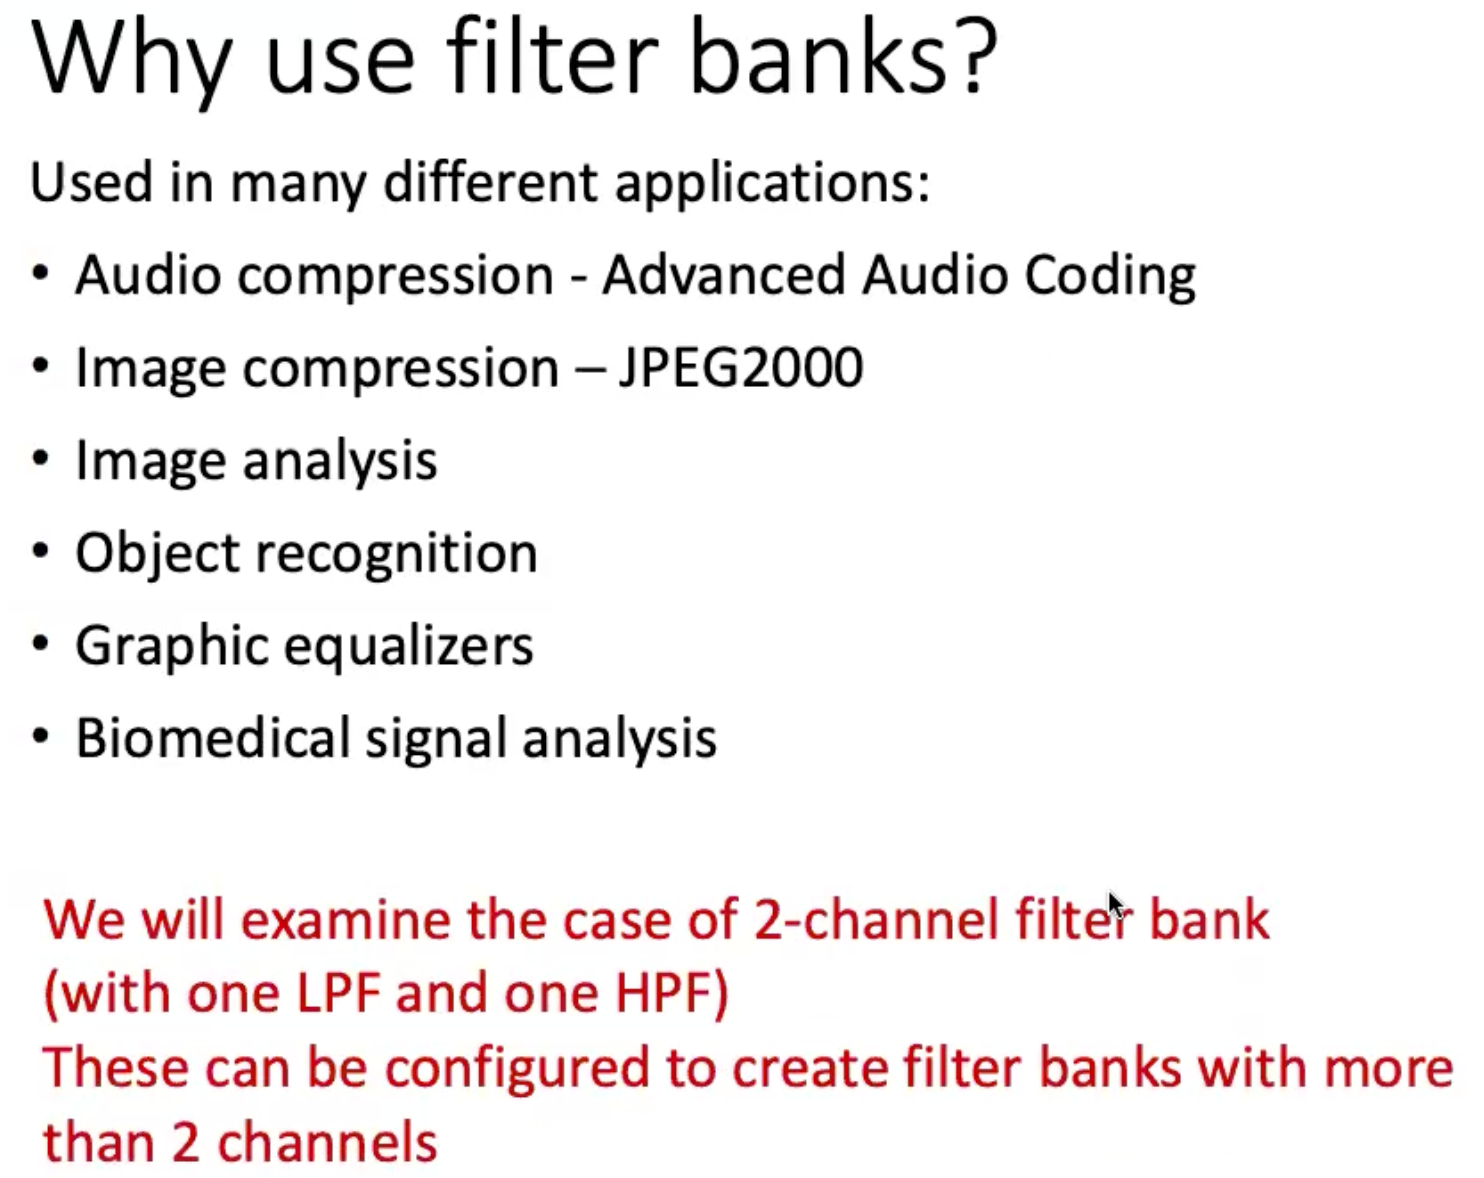 Why use filter banks?
Used in many different applications:
• Audio compression - Advanced Audio Coding
• Image compression – JPEG2000
• Image analysis
• Object recognition
• Graphic equalizers
• Biomedical signal analysis
We will examine the case of 2-channel filter bank
(with one LPF and one HPF)
These can be configured to create filter banks with more
than 2 channels